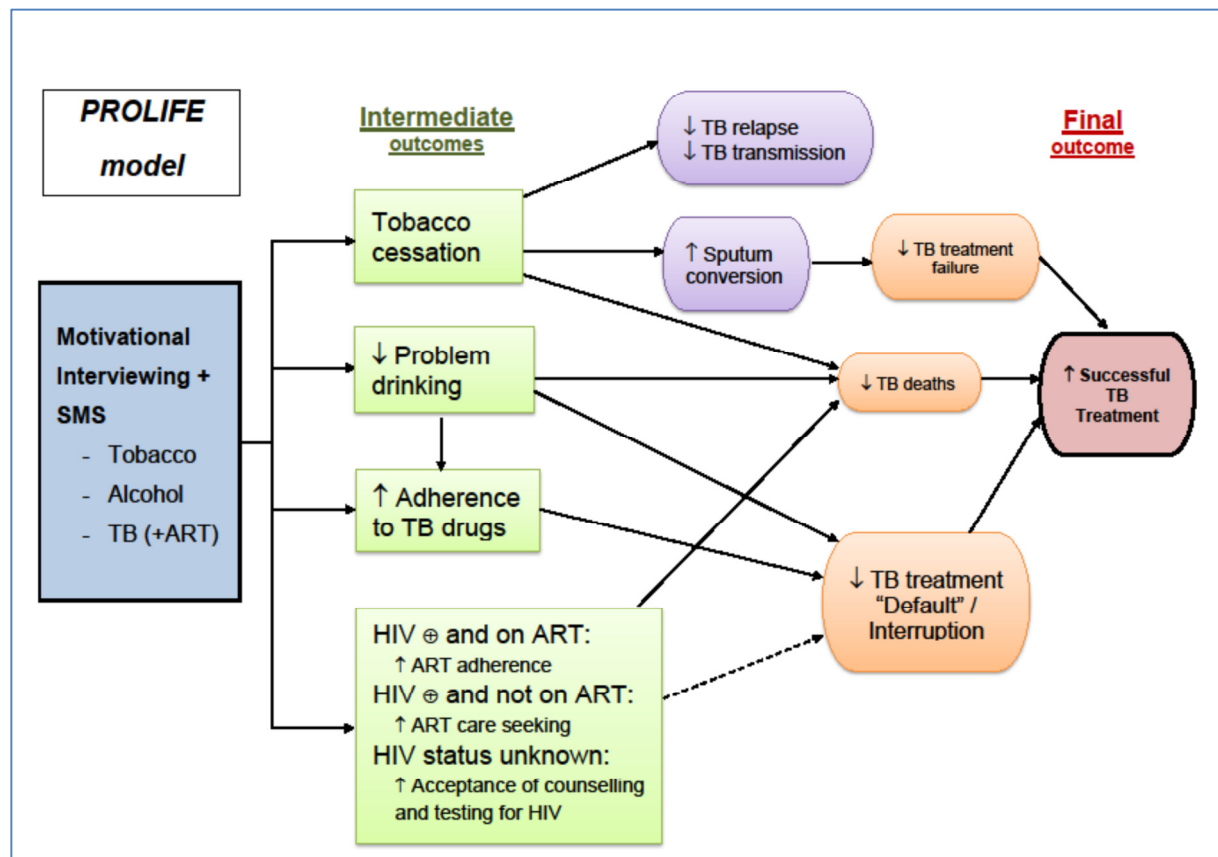 PROLIFE
model
Motivational
Interviewing +
SMS
- Tobacco
- Alcohol
- TB (+ART)
Intermediate
outcomes
Tobacco
cessation
↓ Problem
drinking
↑ Adherence
to TB drugs
HIV ⊕ and on ART:
↑ ART adherence
HIV ⊕ and not on ART:
↑ ART care seeking
HIV status unknown:
↑ Acceptance of counselling
and testing for HIV
↓ TB relapse
↓ TB transmission
↑ Sputum
conversion
↓ TB treatment
failure
↓ TB deaths
↓ TB treatment
“Default” /
Interruption
Final
outcome
↑ Successful
TB
Treatment